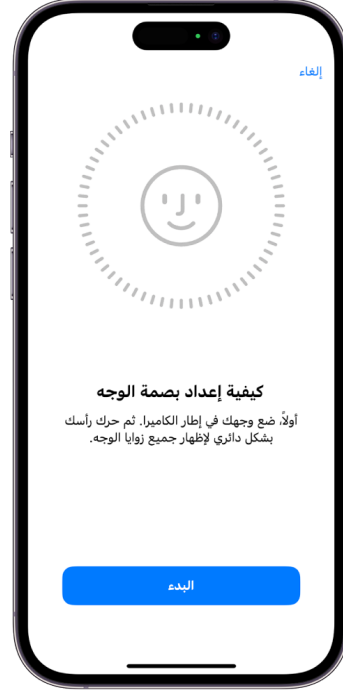 إلغاء
كيفية إعداد بصمة الوجه
أولاً، ضع وجهك في إطار الكاميرا. ثم حرك رأسك
بشكل دائري لإظهار جميع زوايا الوجه.
البدء